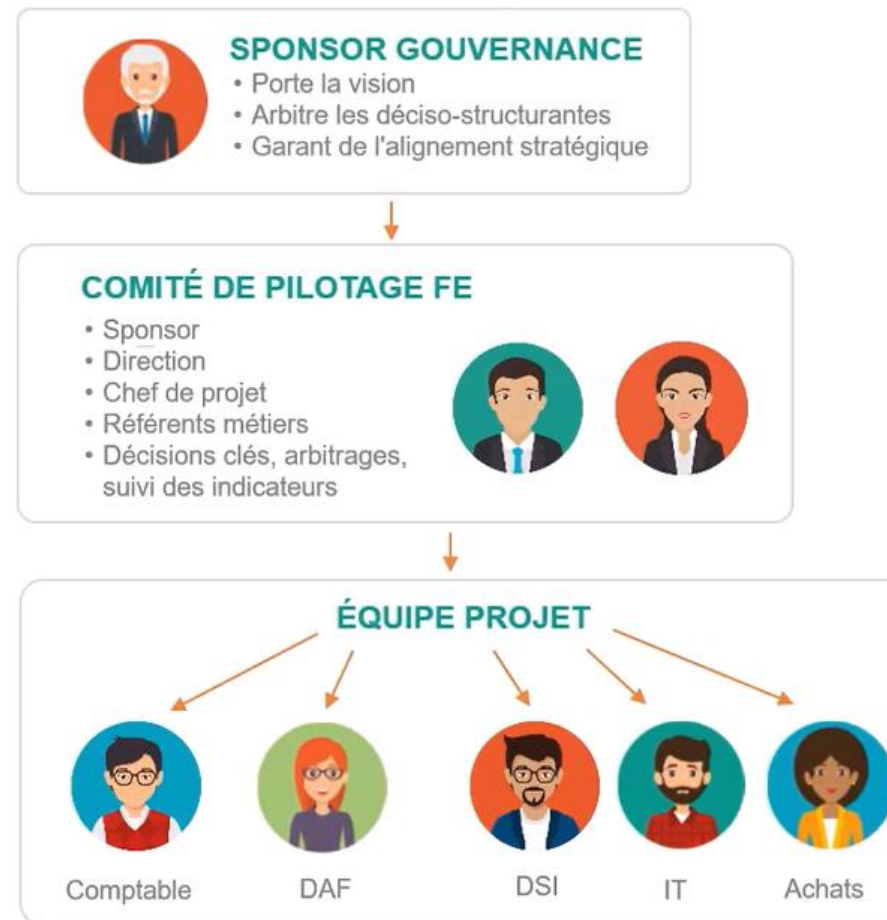 SPONSOR GOUVERNANCE
• Porte la vision
• Arbitre les déciso-structurantes
• Garant de l'alignement stratégique
COMITÉ DE PILOTAGE FE
• Sponsor
• Direction
• Chef de projet
• Référents métiers
• Décisions clés, arbitrages,
suivi des indicateurs
ÉQUIPE PROJET
Comptable
DAF
DSI
IT
Achats